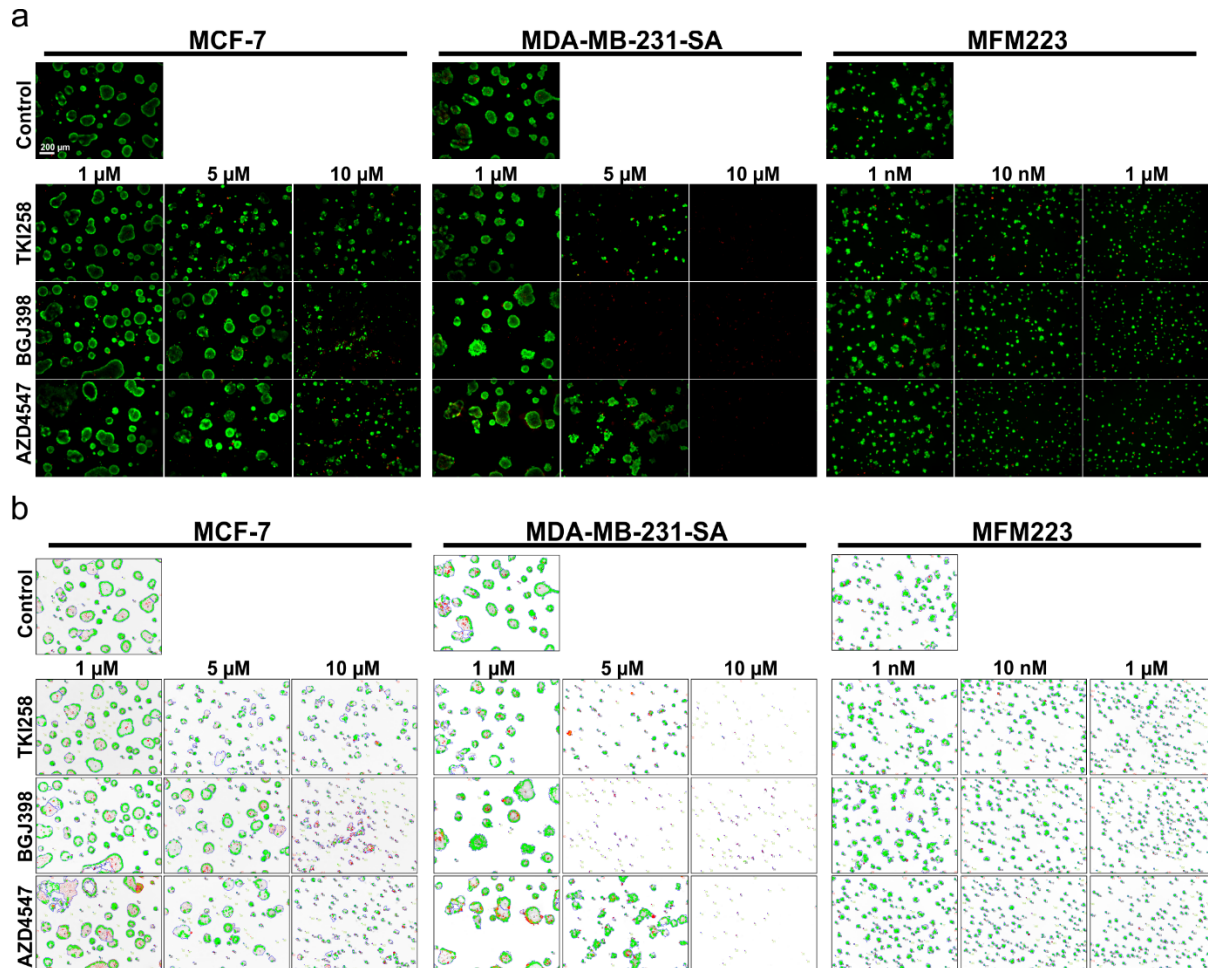 a
MCF-7 MDA-MB-231-SA MFM223
Control
200 µm
1 µM 5 µM 10 µM 1 µM 5 µM 10 µM 1 nM 10 nM 1 µM
TKI258
BGJ398
AZD4547
b
MCF-7 MDA-MB-231-SA MFM223
Control
1 µM 5 µM 10 µM 1 µM 5 µM 10 µM 1 nM 10 nM 1 µM
TKI258
BGJ398
AZD4547